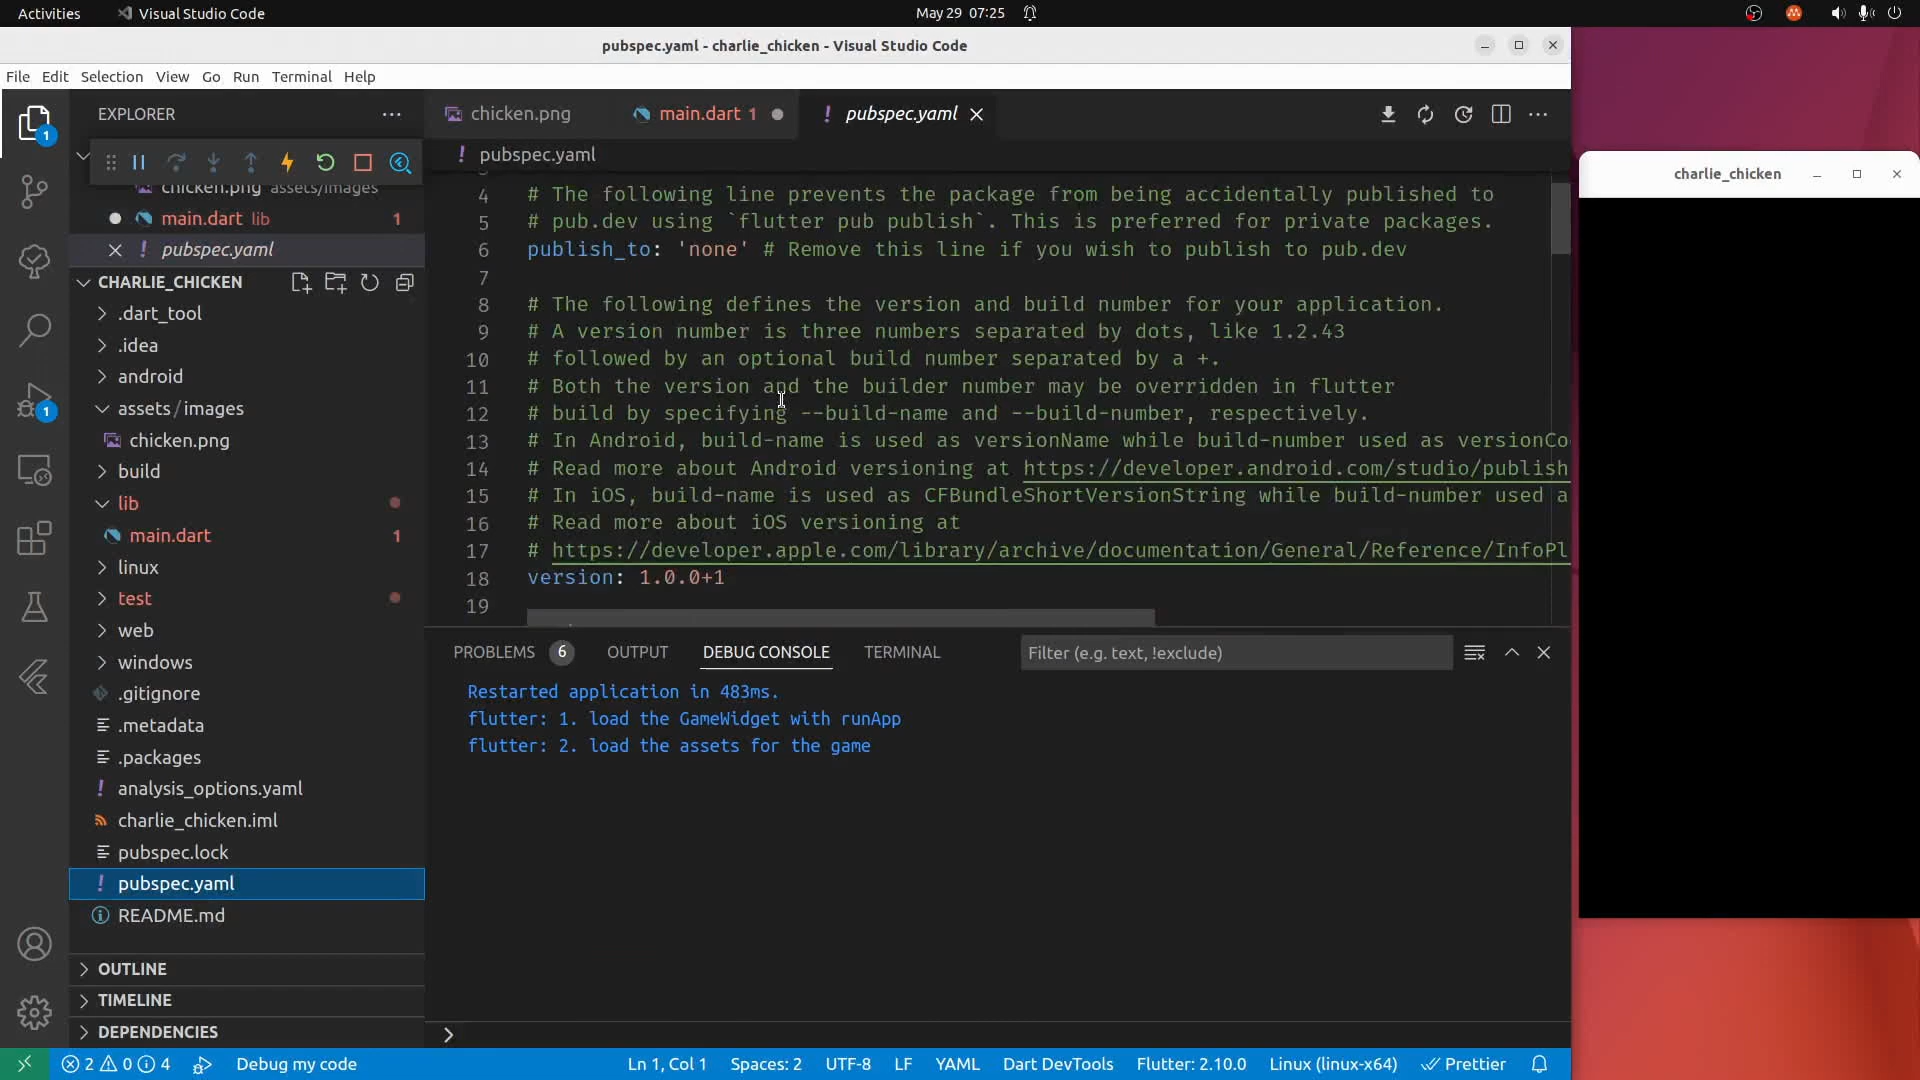 Activities
Visual Studio Code
May 29 07:25
pubspec.yaml - charlie_chicken - Visual Studio Code
File Edit Selection View Go Run Terminal Help
EXPLORER
chicken.png
main.dart 1
pubspec.yaml
pubspec.yaml
chicken.png assets/images
main.dart lib 1
pubspec.yaml
CHARLIE_CHICKEN
.dart_tool
.idea
android
assets/images
chicken.png
build
lib
main.dart 1
linux
test
web
windows
.gitignore
.metadata
.packages
analysis_options.yaml
charlie_chicken.iml
pubspec.lock
pubspec.yaml
README.md
OUTLINE
TIMELINE
DEPENDENCIES
1
1
4 # The following line prevents the package from being accidentally published to
5 # pub.dev using `flutter pub publish`. This is preferred for private packages.
6 publish_to: 'none' # Remove this line if you wish to publish to pub.dev
7
8 # The following defines the version and build number for your application.
9 # A version number is three numbers separated by dots, like 1.2.43
10 # followed by an optional build number separated by a +.
11 # Both the version and the builder number may be overridden in flutter
12 # build by specifying --build-name and --build-number, respectively.
13 # In Android, build-name is used as versionName while build-number used as versionCo
14 # Read more about Android versioning at https://developer.android.com/studio/publish
15 # In iOS, build-name is used as CFBundleShortVersionString while build-number used a
16 # Read more about iOS versioning at
17 # https://developer.apple.com/library/archive/documentation/General/Reference/InfoPl
18 version: 1.0.0+1
19
PROBLEMS 6 OUTPUT DEBUG CONSOLE TERMINAL
Filter (e.g. text, !exclude)
Restarted application in 483ms.
flutter: 1. load the GameWidget with runApp
flutter: 2. load the assets for the game
charlie_chicken
2 0 4 Debug my code
Ln 1, Col 1 Spaces: 2 UTF-8 LF YAML Dart DevTools Flutter: 2.10.0 Linux (linux-x64) Prettier